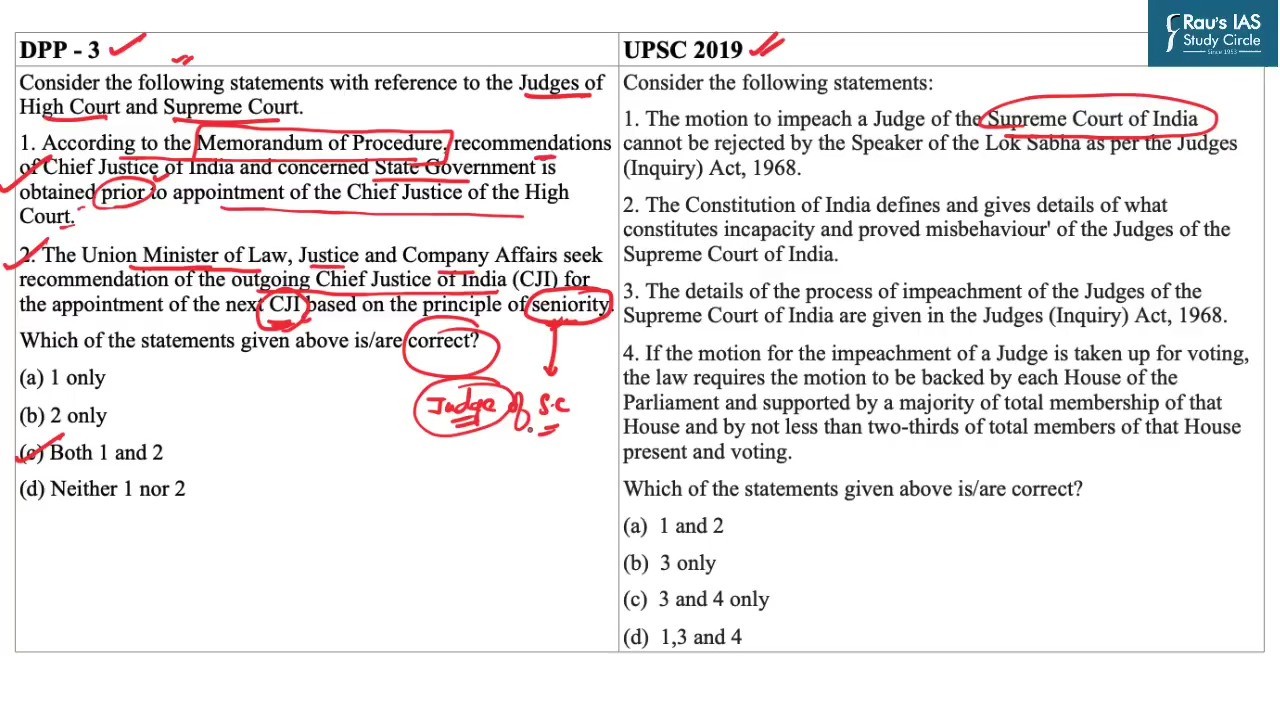 Rau's IAS
Study Circle
Since 1953
DPP - 3
Consider the following statements with reference to the Judges of
High Court and Supreme Court.
1. According to the Memorandum of Procedure, recommendations
of Chief Justice of India and concerned State Government is
obtained prior to appointment of the Chief Justice of the High
Court.
2. The Union Minister of Law, Justice and Company Affairs seek
recommendation of the outgoing Chief Justice of India (CJI) for
the appointment of the next CJI based on the principle of seniority.
Which of the statements given above is/are correct?
(a) 1 only
Judge of S.C
(b) 2 only
(c) Both 1 and 2
(d) Neither 1 nor 2
UPSC 2019
Consider the following statements:
1. The motion to impeach a Judge of the Supreme Court of India
cannot be rejected by the Speaker of the Lok Sabha as per the Judges
(Inquiry) Act, 1968.
2. The Constitution of India defines and gives details of what
constitutes incapacity and proved misbehaviour' of the Judges of the
Supreme Court of India.
3. The details of the process of impeachment of the Judges of the
Supreme Court of India are given in the Judges (Inquiry) Act, 1968.
4. If the motion for the impeachment of a Judge is taken up for voting,
the law requires the motion to be backed by each House of the
Parliament and supported by a majority of total membership of that
House and by not less than two-thirds of total members of that House
present and voting.
Which of the statements given above is/are correct?
(a) 1 and 2
(b) 3 only
(c) 3 and 4 only
(d) 1,3 and 4